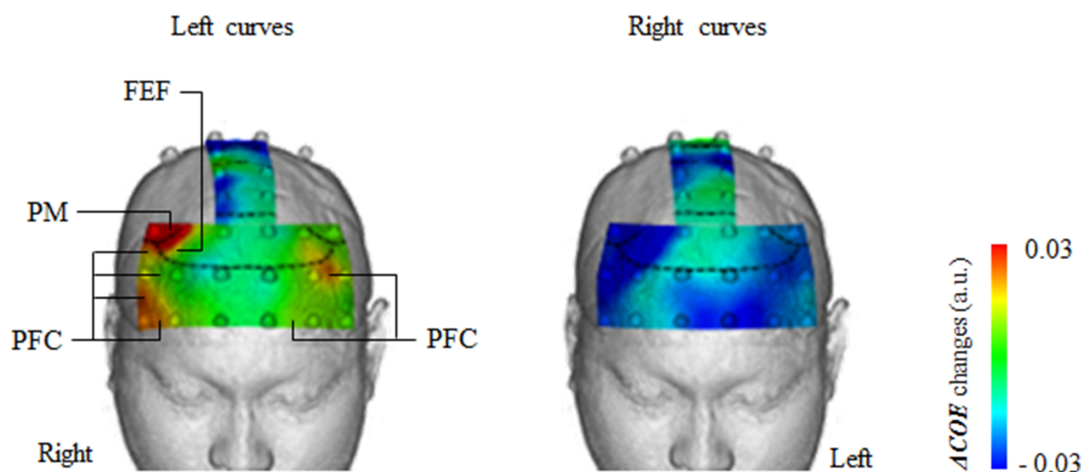 Left curves
Right curves
FEF
PM
PFC
PFC
Right
Left
0.03
ΔCOE changes (a.u.)
- 0.03